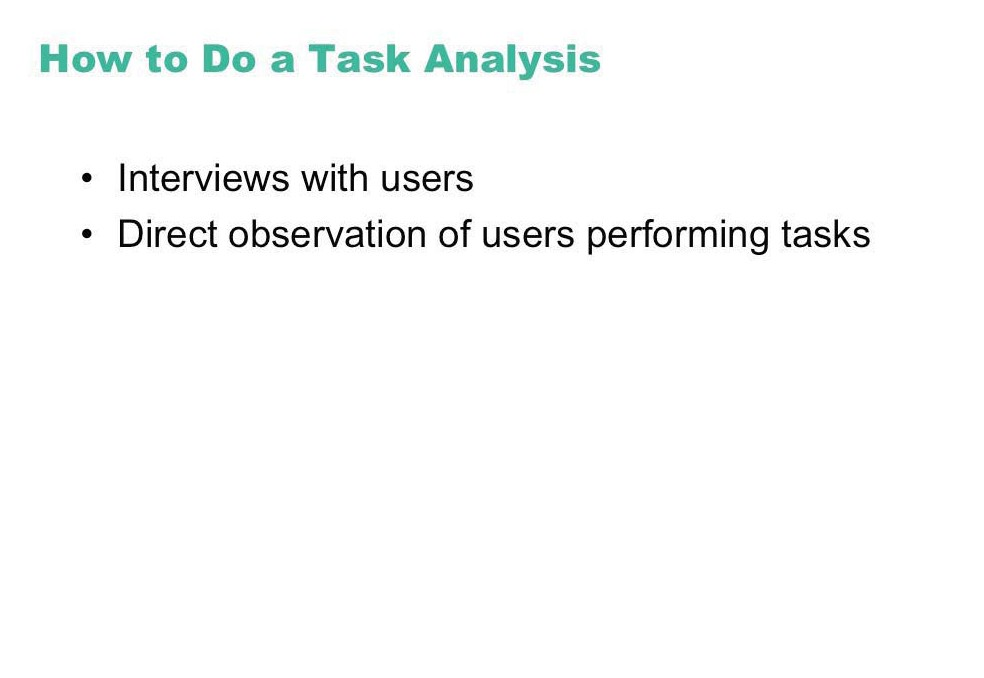 How to Do a Task Analysis
• Interviews with users
• Direct observation of users performing tasks